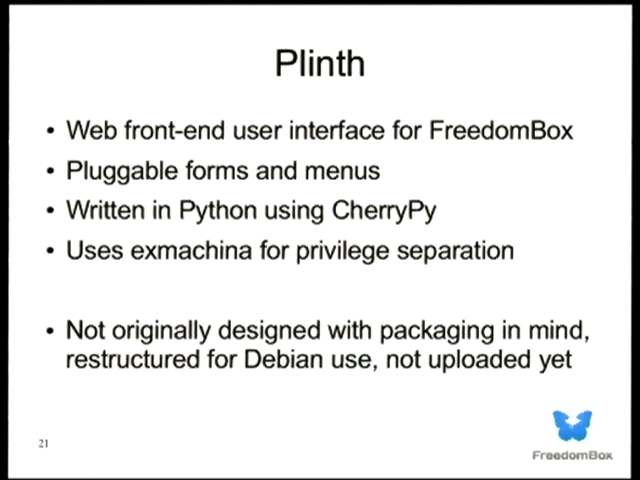 Plinth
• Web front-end user interface for FreedomBox
• Pluggable forms and menus
• Written in Python using CherryPy
• Uses exmachina for privilege separation
• Not originally designed with packaging in mind,
restructured for Debian use, not uploaded yet
21
FreedomBox